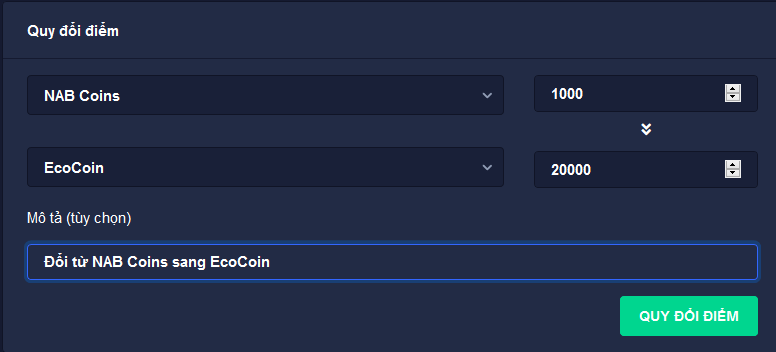 Quy đổi điểm
NAB Coins
1000
EcoCoin
20000
Mô tả (tùy chọn)
Đổi từ NAB Coins sang EcoCoin
QUY ĐỔI ĐIỂM